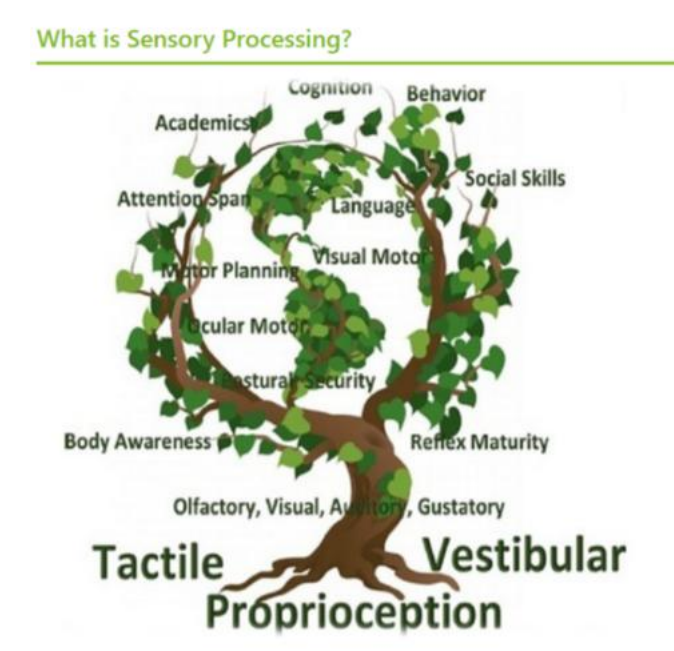 What is Sensory Processing?
Cognition
Behavior
Academics
Social Skills
Attention Span
Language
Visual Motor
Motor Planning
Ocular Motor
Postural Security
Body Awareness
Reflex Maturity
Olfactory, Visual, Auditory, Gustatory
Tactile
Vestibular
Proprioception